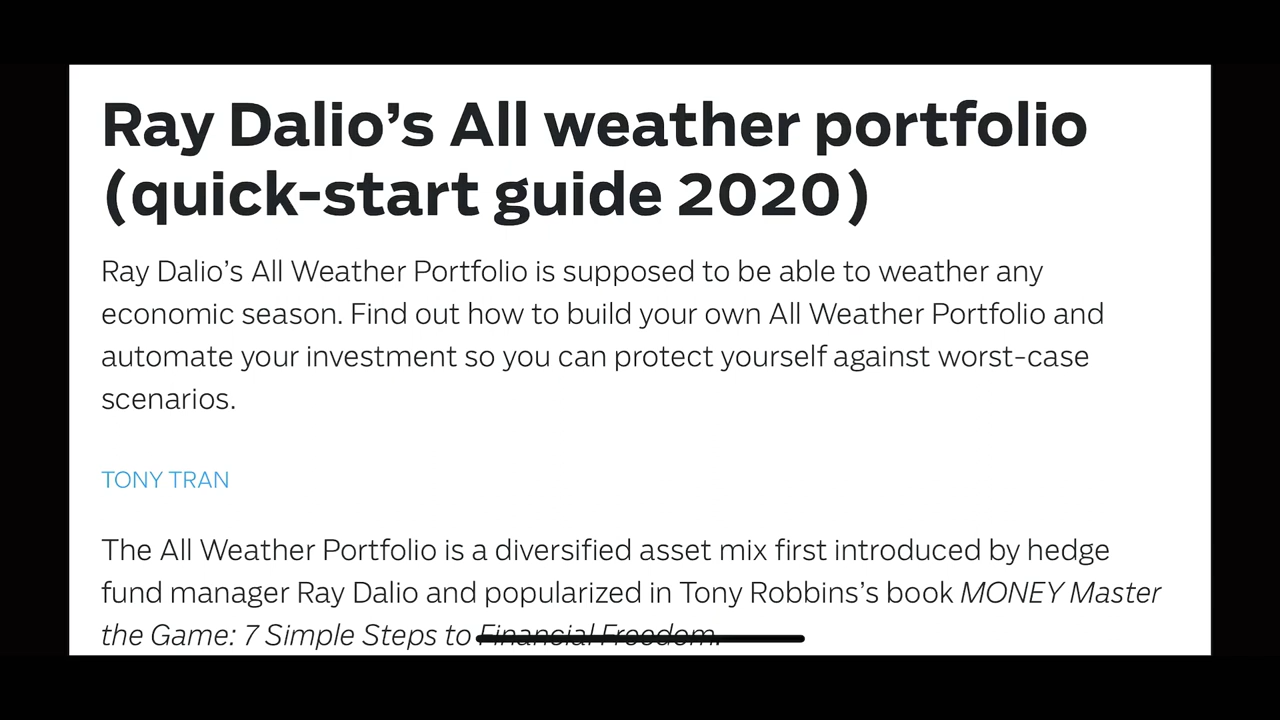 Ray Dalio’s All weather portfolio
(quick-start guide 2020)
Ray Dalio’s All Weather Portfolio is supposed to be able to weather any
economic season. Find out how to build your own All Weather Portfolio and
automate your investment so you can protect yourself against worst-case
scenarios.
TONY TRAN
The All Weather Portfolio is a diversified asset mix first introduced by hedge
fund manager Ray Dalio and popularized in Tony Robbins’s book MONEY Master
the Game: 7 Simple Steps to Financial Freedom.